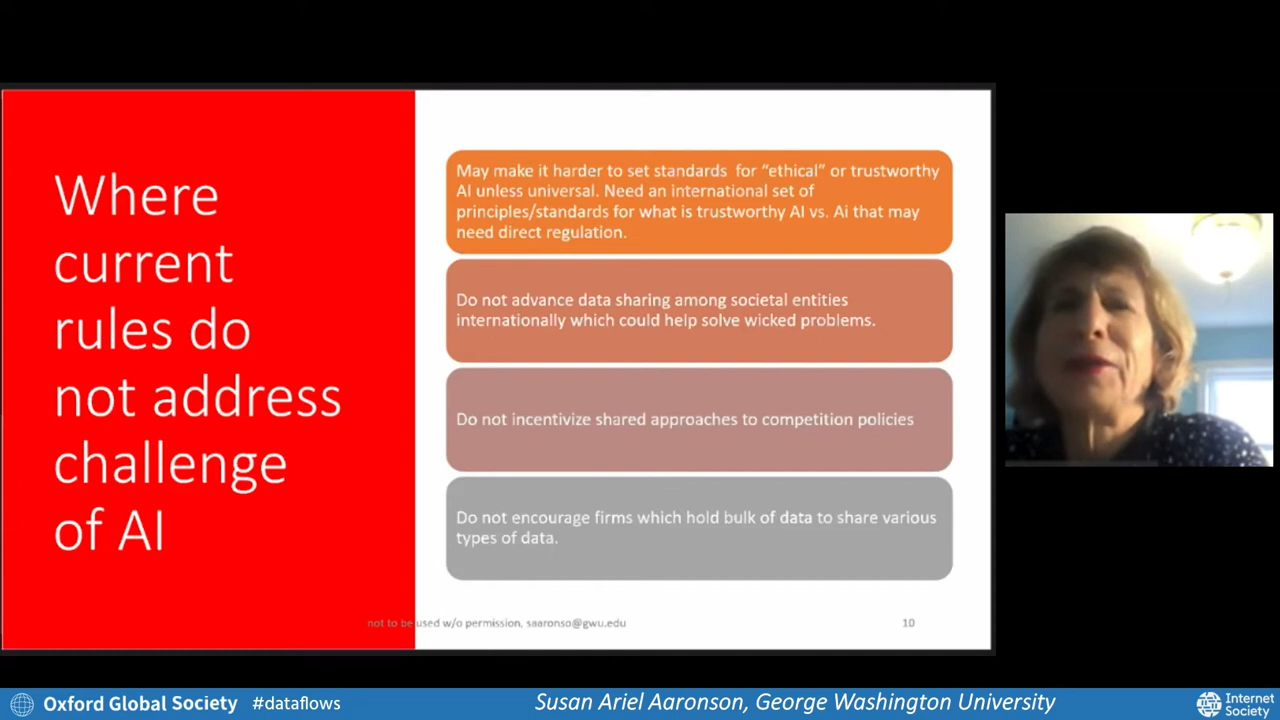 Where
current
rules do
not address
challenge
of AI
May make it harder to set standards for “ethical” or trustworthy
AI unless universal. Need an international set of
principles/standards for what is trustworthy AI vs. Ai that may
need direct regulation.
Do not advance data sharing among societal entities
internationally which could help solve wicked problems.
Do not incentivize shared approaches to competition policies
Do not encourage firms which hold bulk of data to share various
types of data.
not to be used w/o permission, saaronso@gwu.edu
10
Oxford Global Society #dataflows
Susan Ariel Aaronson, George Washington University
Internet
Society